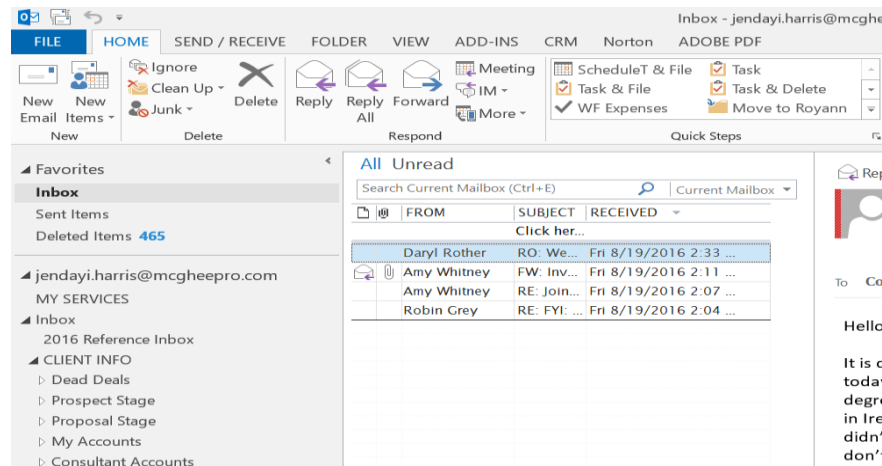 Inbox - jendayi.harris@mcghe
FILE HOME SEND / RECEIVE FOLDER VIEW ADD-INS CRM Norton ADOBE PDF
New Email
New Items
Ignore
Clean Up
Junk
Delete
Reply
Reply All
Forward
Meeting
IM
More
ScheduleT & File
Task & File
WF Expenses
Task
Task & Delete
Move to Royann
New Delete Respond Quick Steps
Favorites
Inbox
Sent Items
Deleted Items 465
jendayi.harris@mcgheepro.com
MY SERVICES
Inbox
2016 Reference Inbox
CLIENT INFO
Dead Deals
Prospect Stage
Proposal Stage
My Accounts
Consultant Accounts
All Unread
Search Current Mailbox (Ctrl+E) Current Mailbox
FROM SUBJECT RECEIVED
Click her...
Daryl Rother RO: We... Fri 8/19/2016 2:33 ...
Amy Whitney FW: Inv... Fri 8/19/2016 2:11 ...
Amy Whitney RE: Join... Fri 8/19/2016 2:07 ...
Robin Grey RE: FYI: ... Fri 8/19/2016 2:04 ...
Rep
To Co
Hello
It is
toda
degre
in Ire
didn'
don'